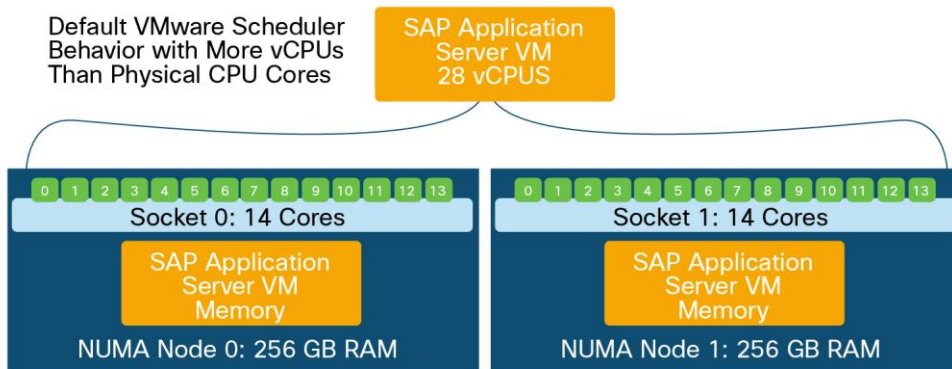 Default VMware Scheduler
Behavior with More vCPUs
Than Physical CPU Cores
SAP Application
Server VM
28 vCPUS
0 1 2 3 4 5 6 7 8 9 10 11 12 13
Socket 0: 14 Cores
SAP Application
Server VM
Memory
NUMA Node 0: 256 GB RAM
0 1 2 3 4 5 6 7 8 9 10 11 12 13
Socket 1: 14 Cores
SAP Application
Server VM
Memory
NUMA Node 1: 256 GB RAM